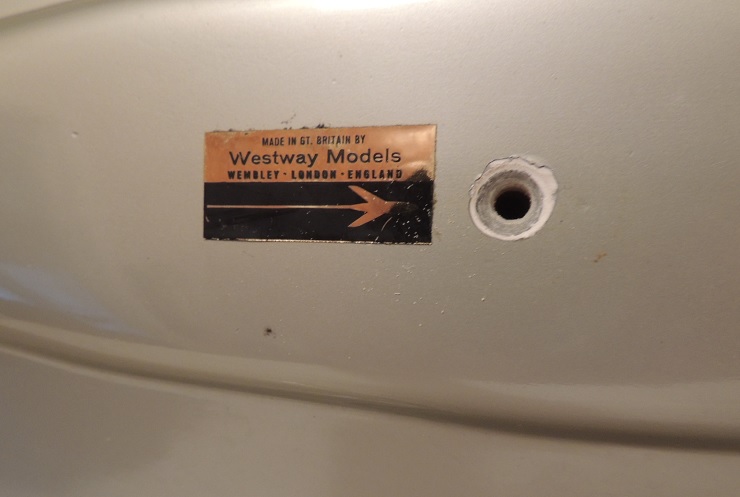 MADE IN GT. BRITAIN BY
Westway Models
WEMBLEY · LONDON · ENGLAND